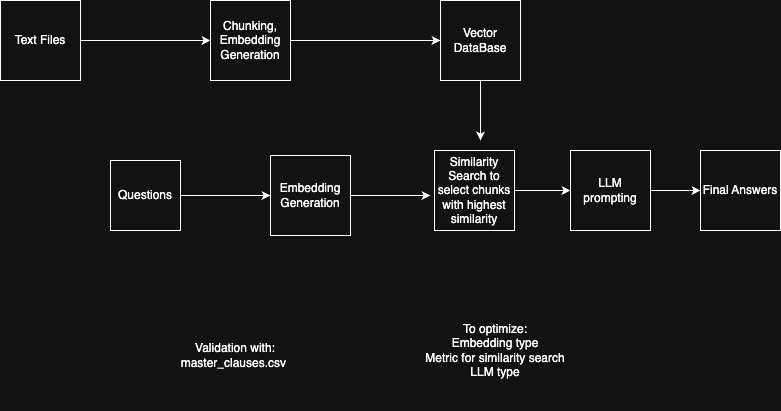 Text Files
Chunking,
Embedding
Generation
Vector
DataBase
Questions
Embedding
Generation
Similarity
Search to
select chunks
with highest
similarity
LLM
prompting
Final Answers
Validation with:
master_clauses.csv
To optimize:
Embedding type
Metric for similarity search
LLM type